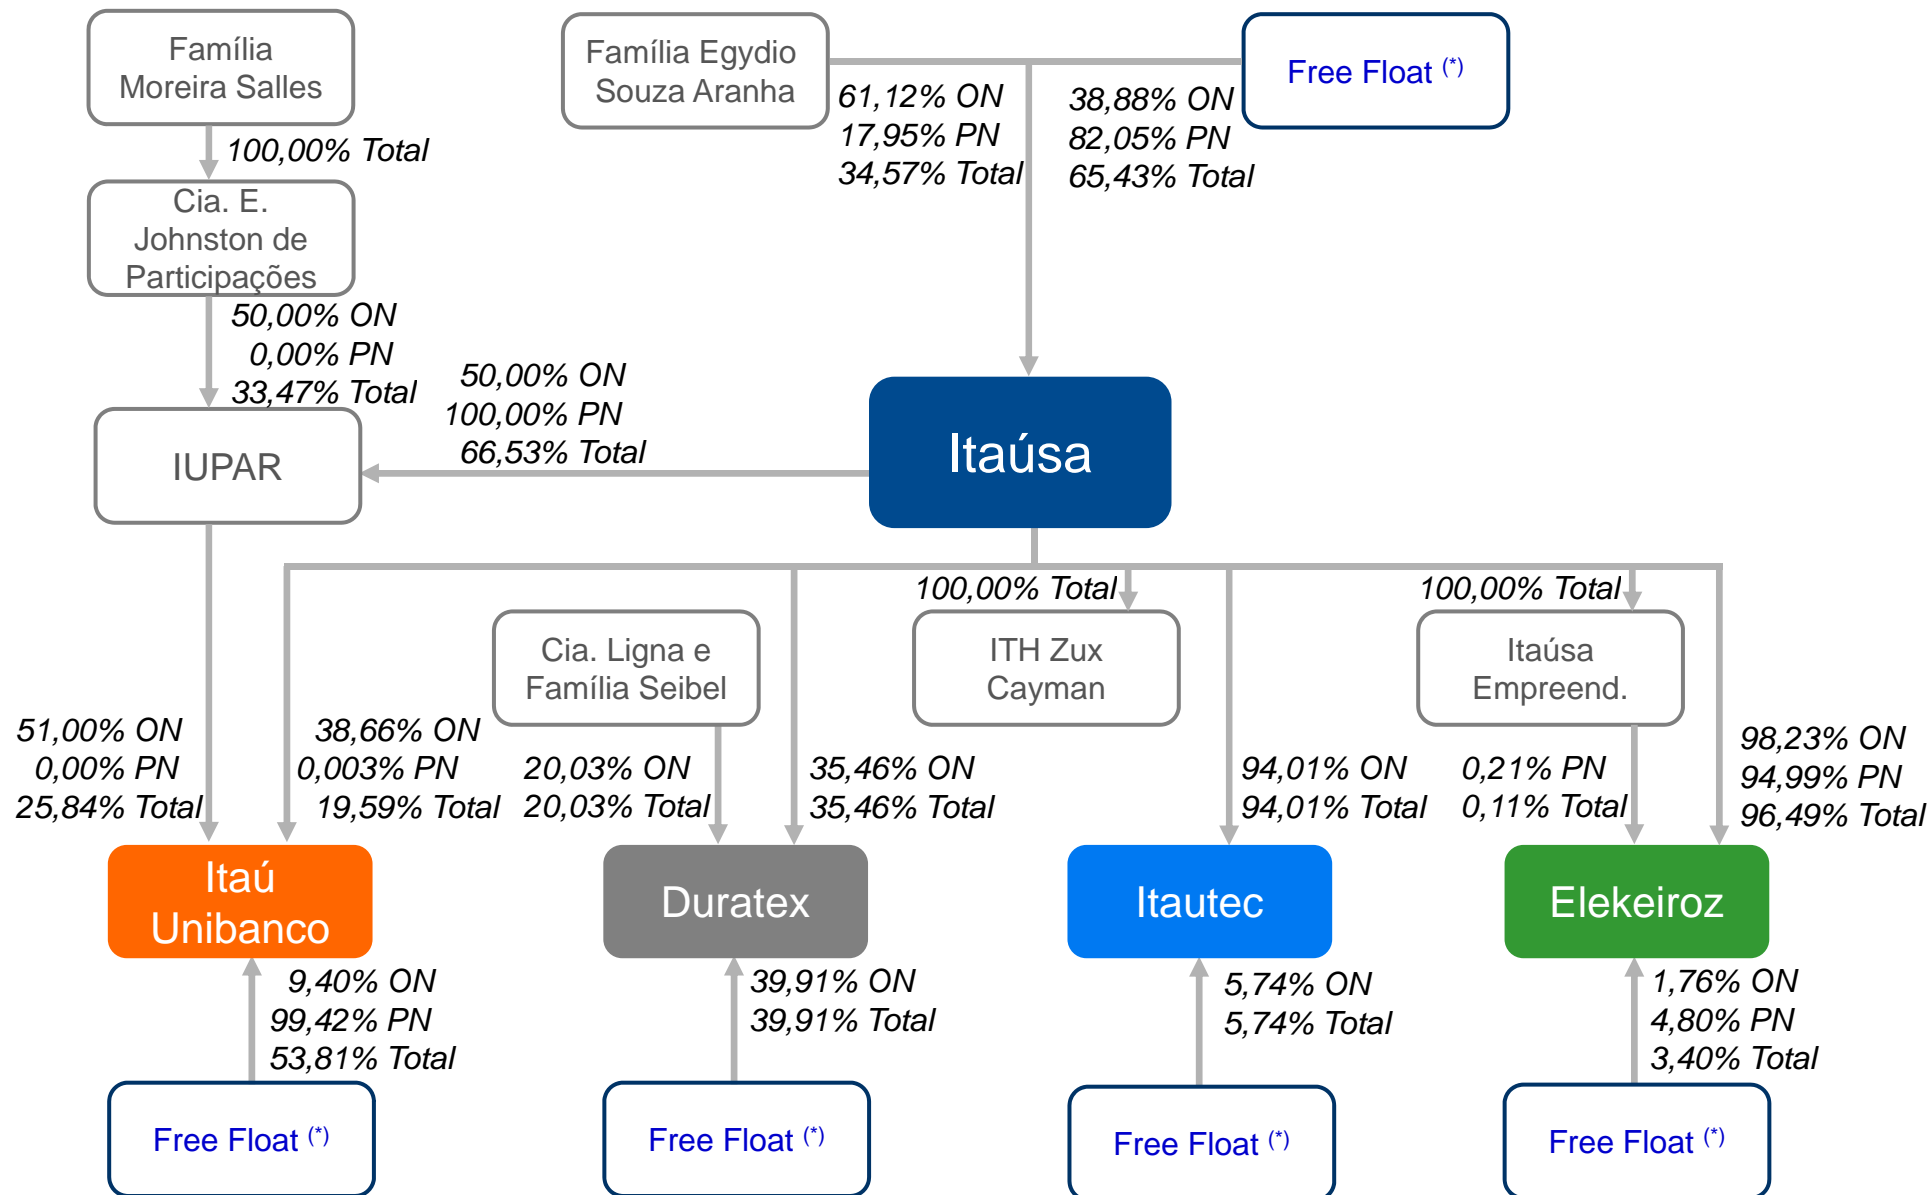 Família
Moreira Salles
Família Egydio
Souza Aranha
Free Float (*)
61,12% ON
17,95% PN
34,57% Total
38,88% ON
82,05% PN
65,43% Total
100,00% Total
Cia. E.
Johnston de
Participações
50,00% ON
0,00% PN
33,47% Total
50,00% ON
100,00% PN
66,53% Total
IUPAR
Itaúsa
100,00% Total
100,00% Total
Cia. Ligna e
Família Seibel
ITH Zux
Cayman
Itaúsa
Empreend.
51,00% ON
0,00% PN
25,84% Total
38,66% ON
0,003% PN
19,59% Total
20,03% ON
20,03% Total
35,46% ON
35,46% Total
94,01% ON
94,01% Total
0,21% PN
0,11% Total
98,23% ON
94,99% PN
96,49% Total
Itaú
Unibanco
Duratex
Itautec
Elekeiroz
9,40% ON
99,42% PN
53,81% Total
39,91% ON
39,91% Total
5,74% ON
5,74% Total
1,76% ON
4,80% PN
3,40% Total
Free Float (*)
Free Float (*)
Free Float (*)
Free Float (*)